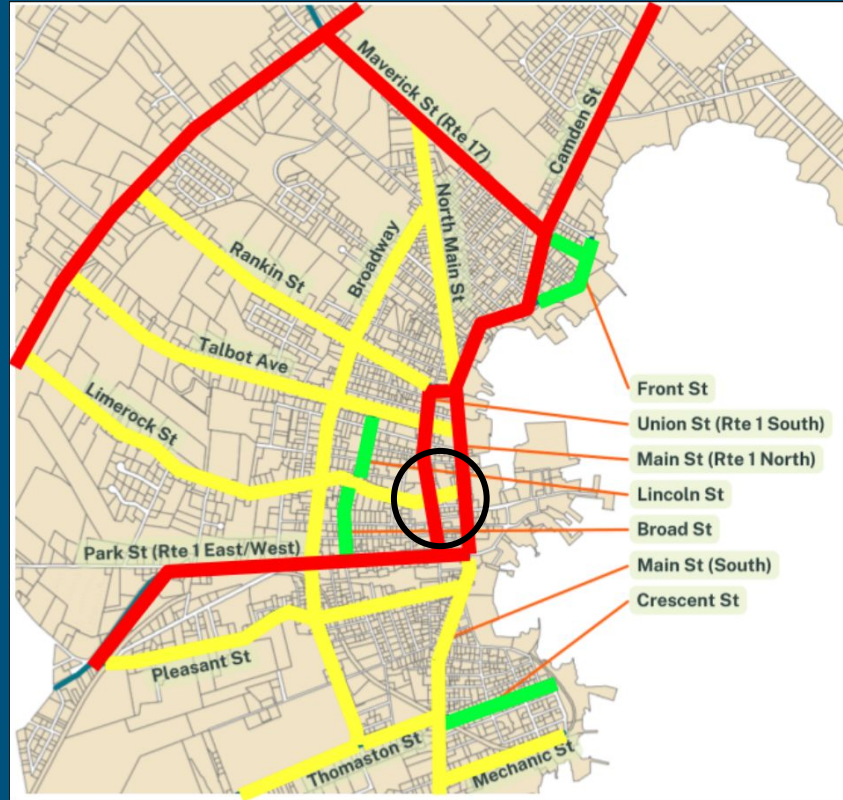 Maverick St (Rte 17)
Camden St
North Main St
Broadway
Rankin St
Talbot Ave
Limerock St
Front St
Union St (Rte 1 South)
Main St (Rte 1 North)
Lincoln St
Broad St
Park St (Rte 1 East/West)
Main St (South)
Crescent St
Pleasant St
Thomaston St
Mechanic St